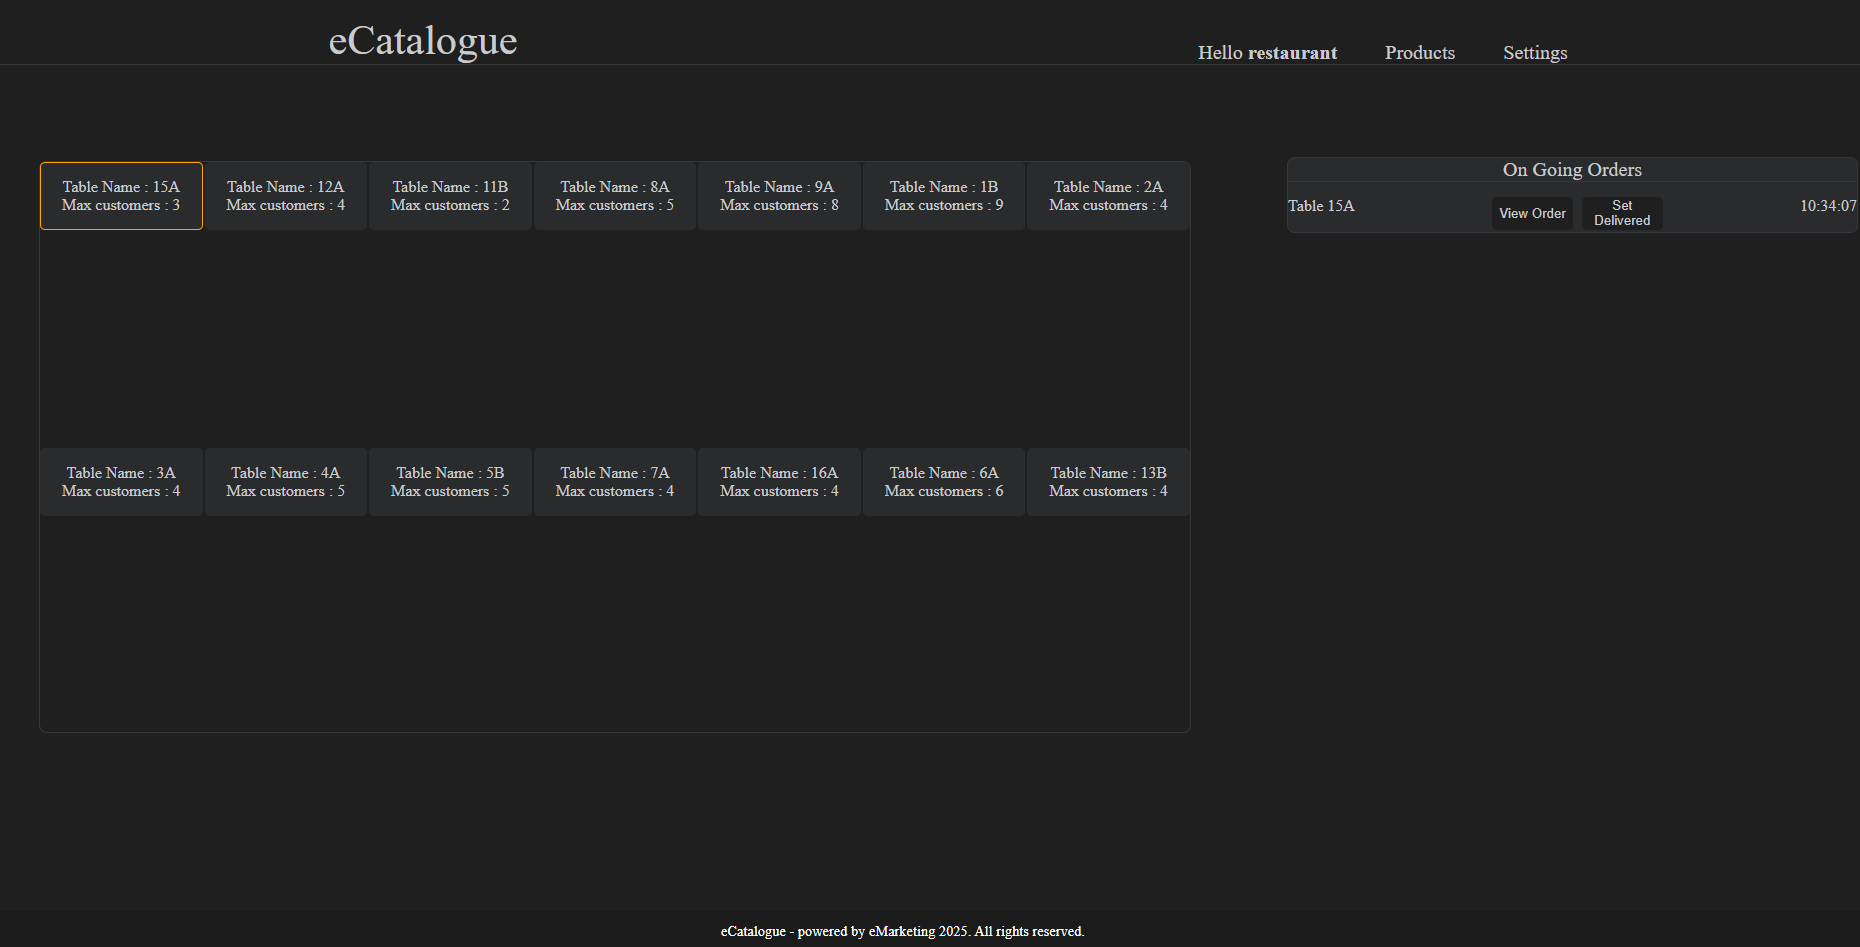 eCatalogue
Hello restaurant
Products
Settings
Table Name : 15A
Max customers : 3
Table Name : 12A
Max customers : 4
Table Name : 11B
Max customers : 2
Table Name : 8A
Max customers : 5
Table Name : 9A
Max customers : 8
Table Name : 1B
Max customers : 9
Table Name : 2A
Max customers : 4
On Going Orders
Table 15A
View Order
Set
Delivered
10:34:07
Table Name : 3A
Max customers : 4
Table Name : 4A
Max customers : 5
Table Name : 5B
Max customers : 5
Table Name : 7A
Max customers : 4
Table Name : 16A
Max customers : 4
Table Name : 6A
Max customers : 6
Table Name : 13B
Max customers : 4
eCatalogue - powered by eMarketing 2025. All rights reserved.